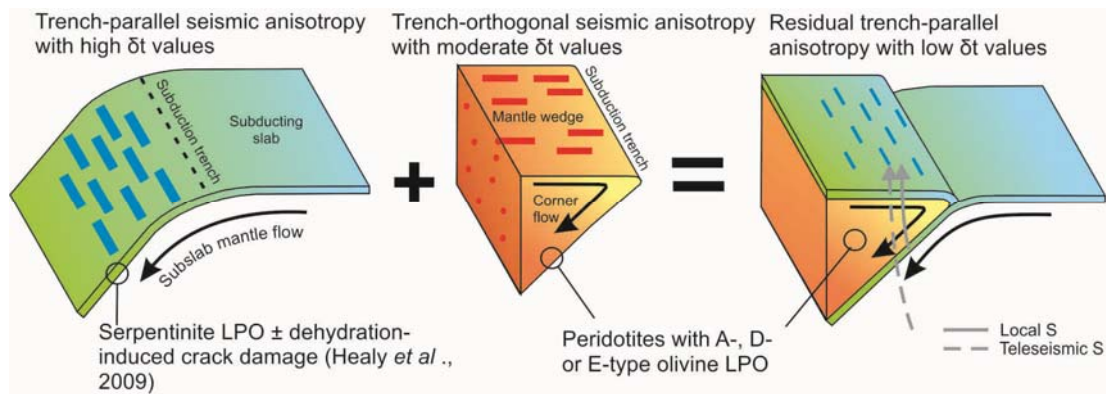 Trench-parallel seismic anisotropy
with high δt values
Subduction trench
Subducting
slab
Subslab mantle flow
Serpentinite LPO ± dehydration-
induced crack damage (Healy et al .,
2009)
+
Trench-orthogonal seismic anisotropy
with moderate δt values
Mantle wedge
Subduction trench
Corner
flow
Peridotites with A-, D-
or E-type olivine LPO
=
Residual trench-parallel
anisotropy with low δt values
Local S
Teleseismic S